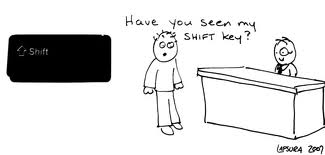 Shift
Have you seen my
SHIFT key?
LAPSURA 2007